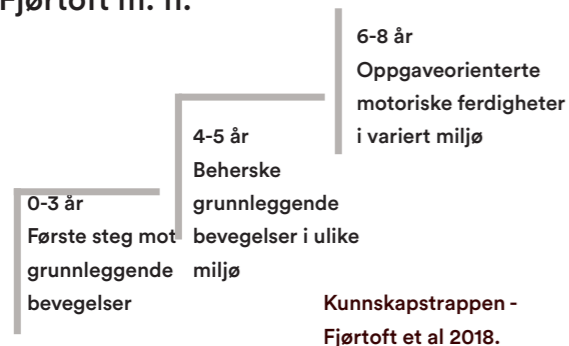 Fjørtoft m. fl.
6-8 år
Oppgaveorienterte
motoriske ferdigheter
i variert miljø
4-5 år
Beherske
grunnleggende
bevegelser i ulike
miljø
0-3 år
Første steg mot
grunnleggende
bevegelser
Kunnskapstrappen -
Fjørtoft et al 2018.